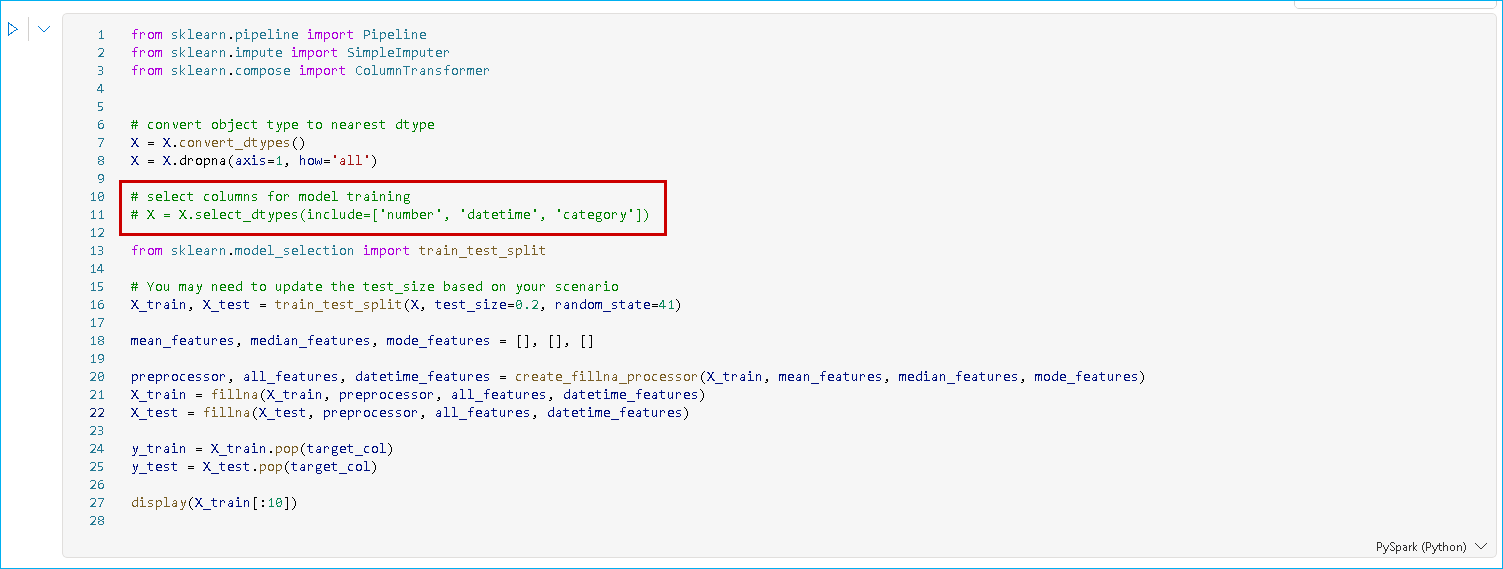 1 from sklearn.pipeline import Pipeline
2 from sklearn.impute import SimpleImputer
3 from sklearn.compose import ColumnTransformer
4
5
6 # convert object type to nearest dtype
7 X = X.convert_dtypes()
8 X = X.dropna(axis=1, how='all')
9
10 # select columns for model training
11 # X = X.select_dtypes(include=['number', 'datetime', 'category'])
12
13 from sklearn.model_selection import train_test_split
14
15 # You may need to update the test_size based on your scenario
16 X_train, X_test = train_test_split(X, test_size=0.2, random_state=41)
17
18 mean_features, median_features, mode_features = [], [], []
19
20 preprocessor, all_features, datetime_features = create_fillna_processor(X_train, mean_features, median_features, mode_features)
21 X_train = fillna(X_train, preprocessor, all_features, datetime_features)
22 X_test = fillna(X_test, preprocessor, all_features, datetime_features)
23
24 y_train = X_train.pop(target_col)
25 y_test = X_test.pop(target_col)
26
27 display(X_train[:10])
28
PySpark (Python)